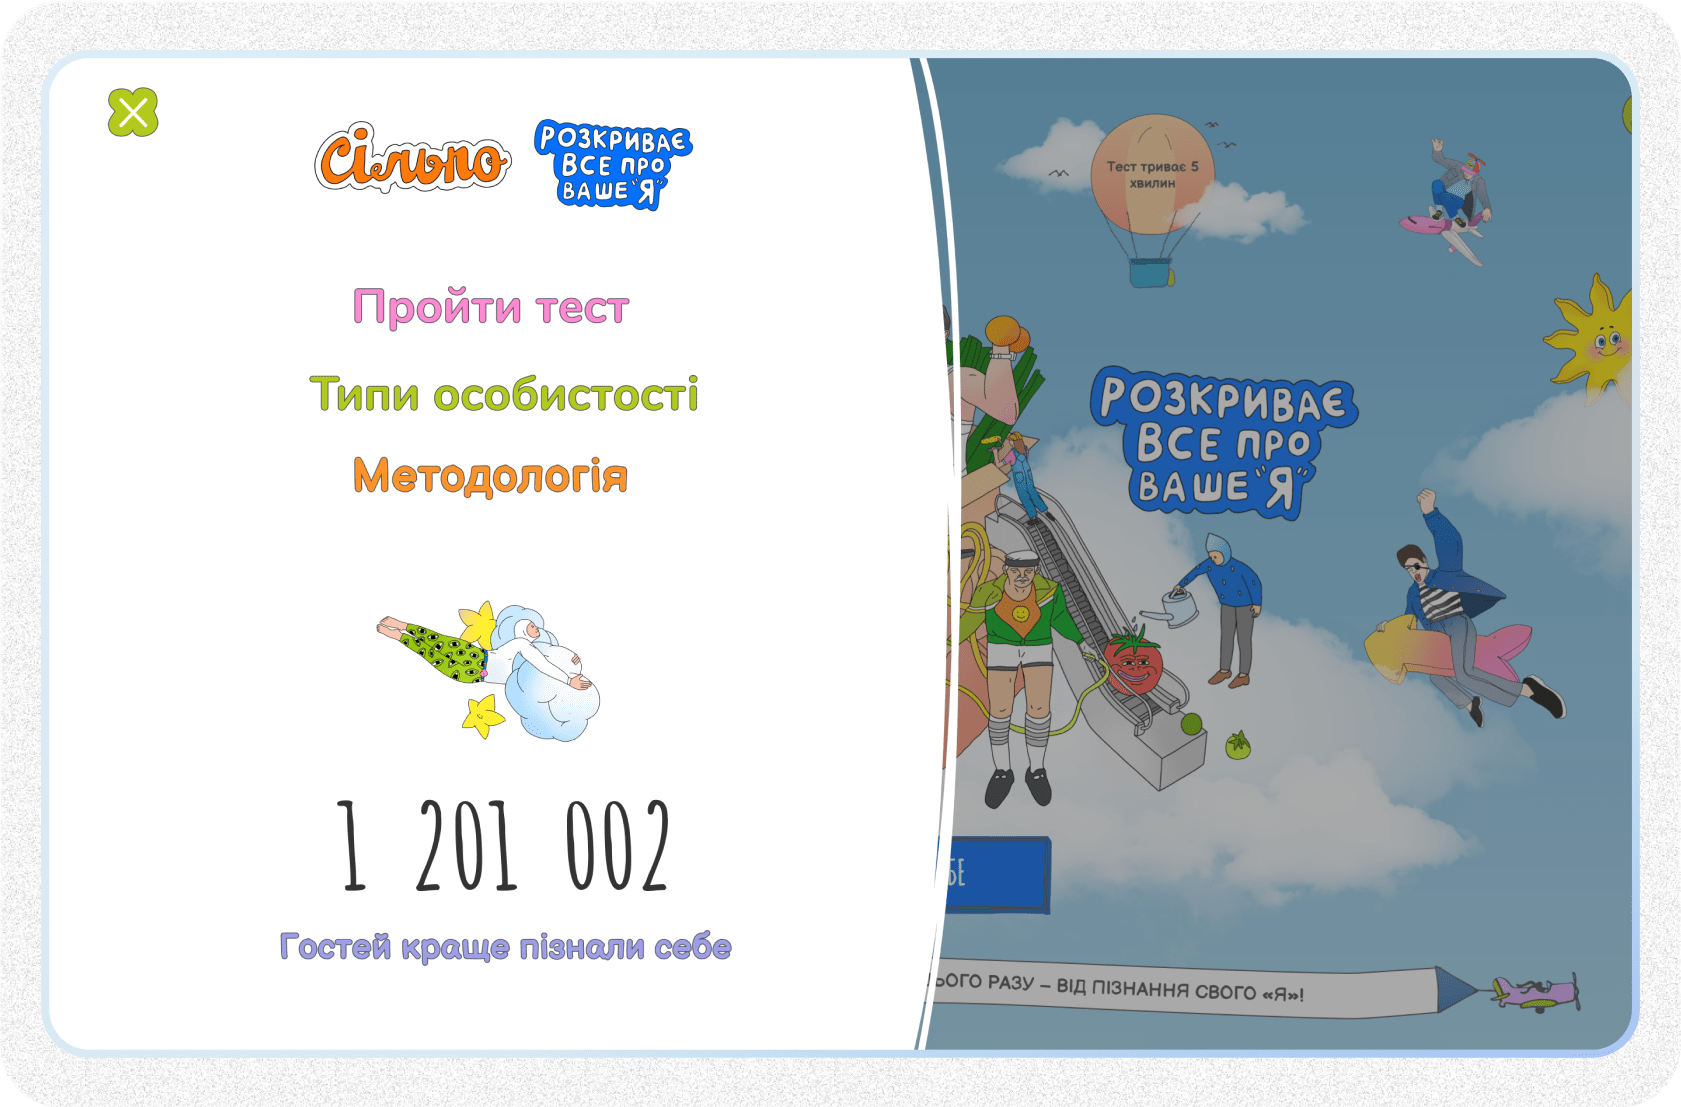 Сільпо
РОЗКРИВАЄ
ВСЕ ПРО
ВАШЕ "Я"
Пройти тест
Типи особистості
Методологія
1 201 002
Гостей краще пізнали себе
Тест триває 5
хвилин
РОЗКРИВАЄ
ВСЕ ПРО
ВАШЕ "Я"
РАЗУ – ВІД ПІЗНАННЯ СВОГО «Я»!